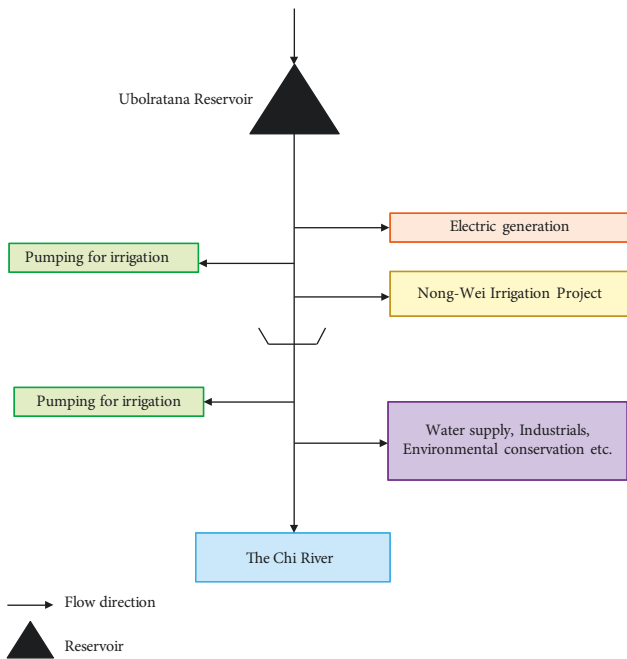 Ubolratana Reservoir
Electric generation
Pumping for irrigation
Nong-Wei Irrigation Project
Pumping for irrigation
Water supply, Industrials,
Environmental conservation etc.
The Chi River
Flow direction
Reservoir